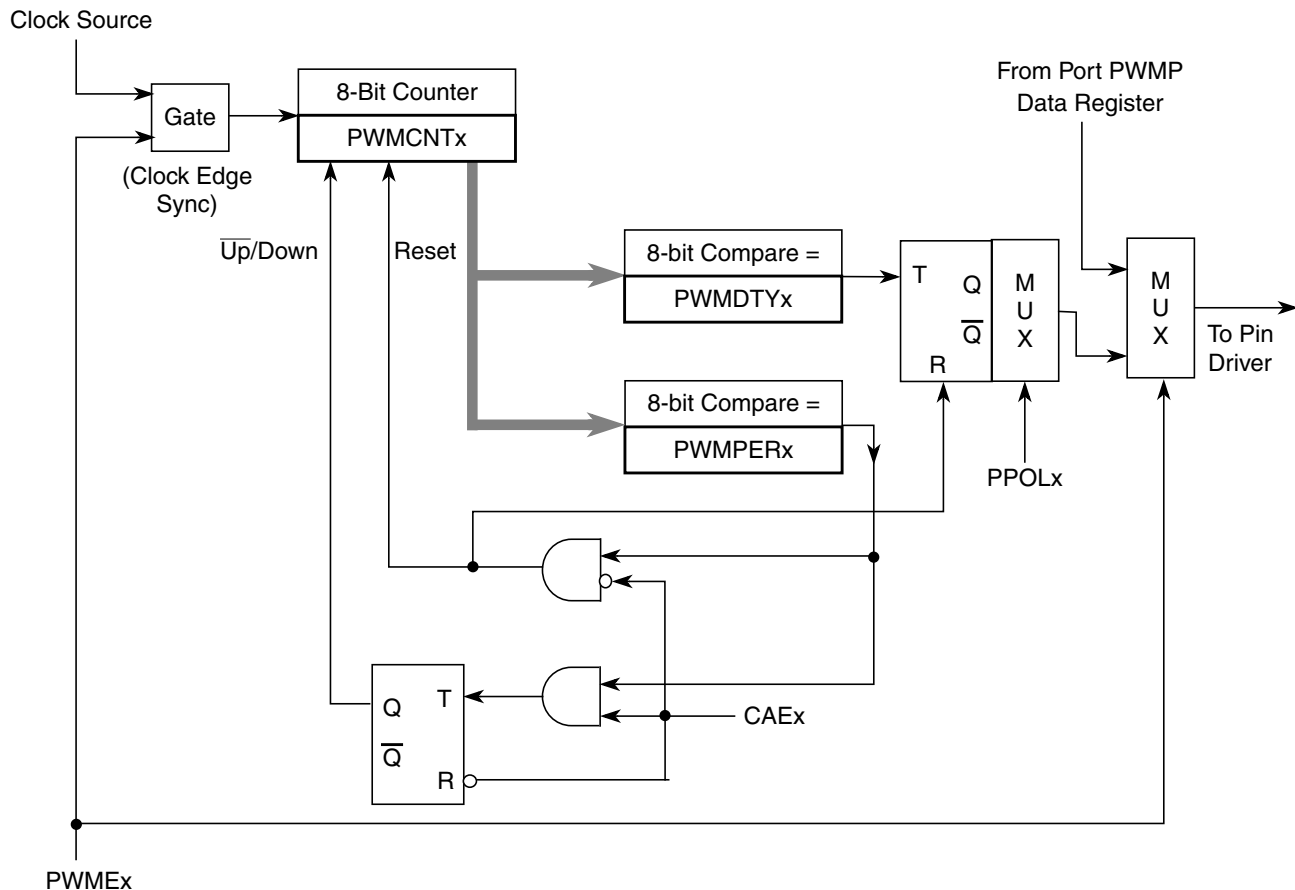 Clock Source
Gate
(Clock Edge
Sync)
8-Bit Counter
PWMCNTx
From Port PWMP
Data Register
U̅p̅/Down
Reset
8-bit Compare =
PWMDTYx
T
Q
Q̅
R
M
U
X
M
U
X
To Pin
Driver
8-bit Compare =
PWMPERx
PPOLx
Q
T
Q̅
R
CAEx
PWMEx